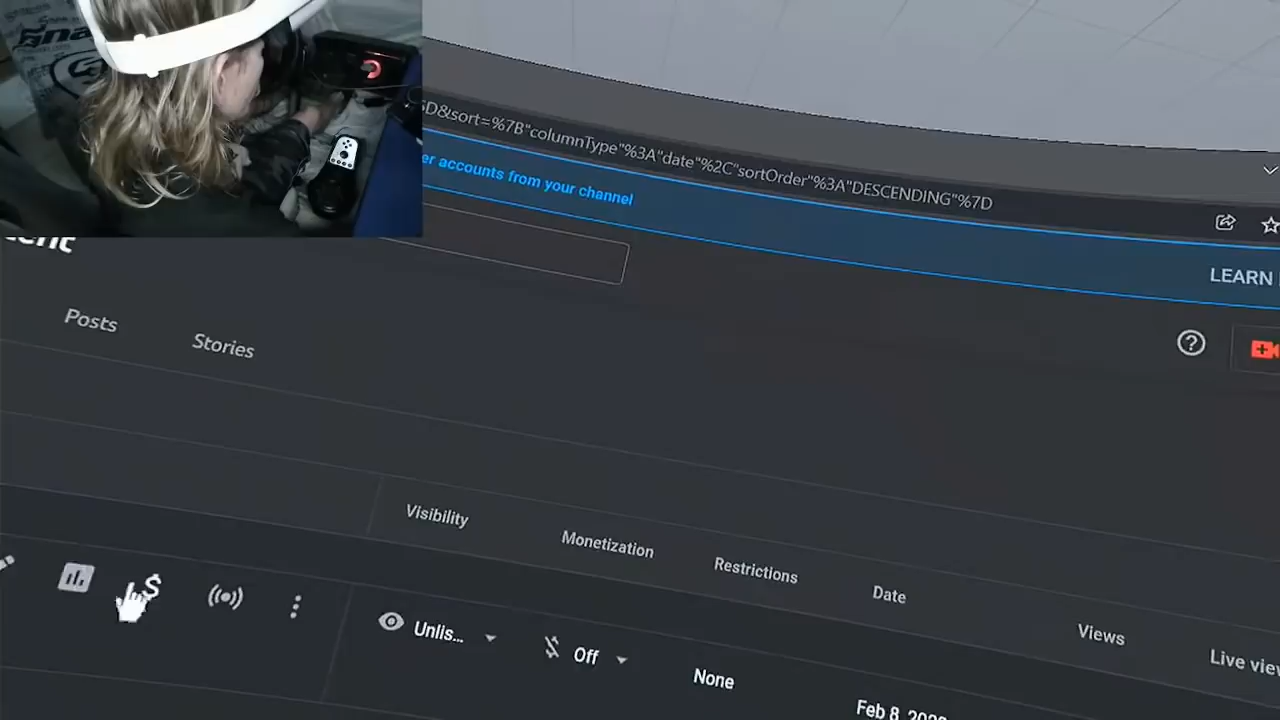 5D&sort=%7B"columnType"%3A"date"%2C"sortOrder"%3A"DESCENDING"%7D
er accounts from your channel
LEARN
Posts
Stories
Visibility
Monetization
Restrictions
Date
Views
Live view
Unlis...
Off
None
Feb 8,